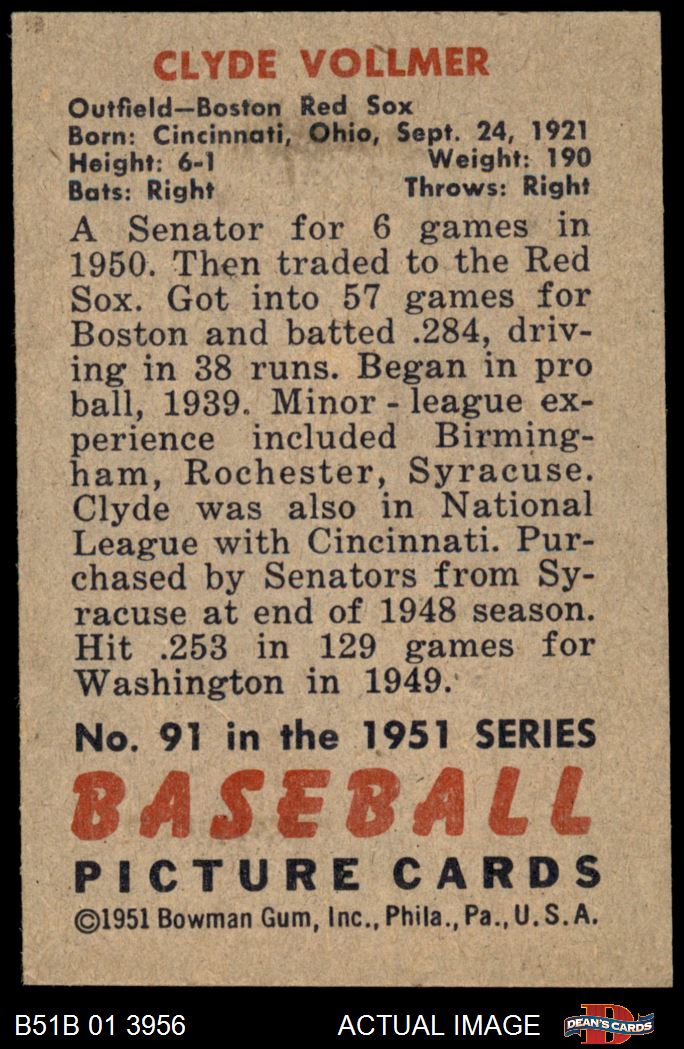 CLYDE VOLLMER
Outfield—Boston Red Sox
Born: Cincinnati, Ohio, Sept. 24, 1921
Height: 6-1 Weight: 190
Bats: Right Throws: Right
A Senator for 6 games in
1950. Then traded to the Red
Sox. Got into 57 games for
Boston and batted .284, driv-
ing in 38 runs. Began in pro
ball, 1939. Minor-league ex-
perience included Birming-
ham, Rochester, Syracuse.
Clyde was also in National
League with Cincinnati. Pur-
chased by Senators from Sy-
racuse at end of 1948 season.
Hit .253 in 129 games for
Washington in 1949.
No. 91 in the 1951 SERIES
BASEBALL
PICTURE CARDS
©1951 Bowman Gum, Inc., Phila., Pa., U.S.A.
B51B 01 3956 ACTUAL IMAGE D DEAN'S CARDS